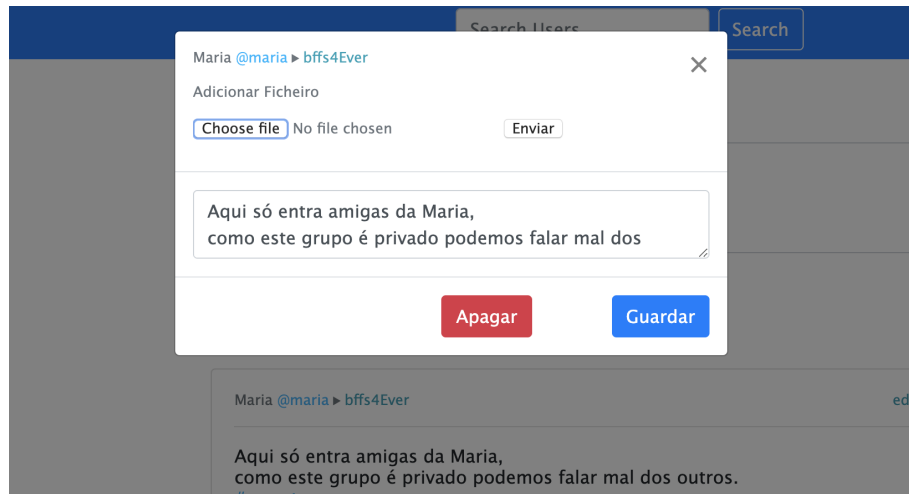 Search Users
Search
Maria @maria ▸ bffs4Ever
×
Adicionar Ficheiro
Choose file No file chosen
Enviar
Aqui só entra amigas da Maria,
como este grupo é privado podemos falar mal dos
Apagar
Guardar
Maria @maria ▸ bffs4Ever
ed
Aqui só entra amigas da Maria,
como este grupo é privado podemos falar mal dos outros.